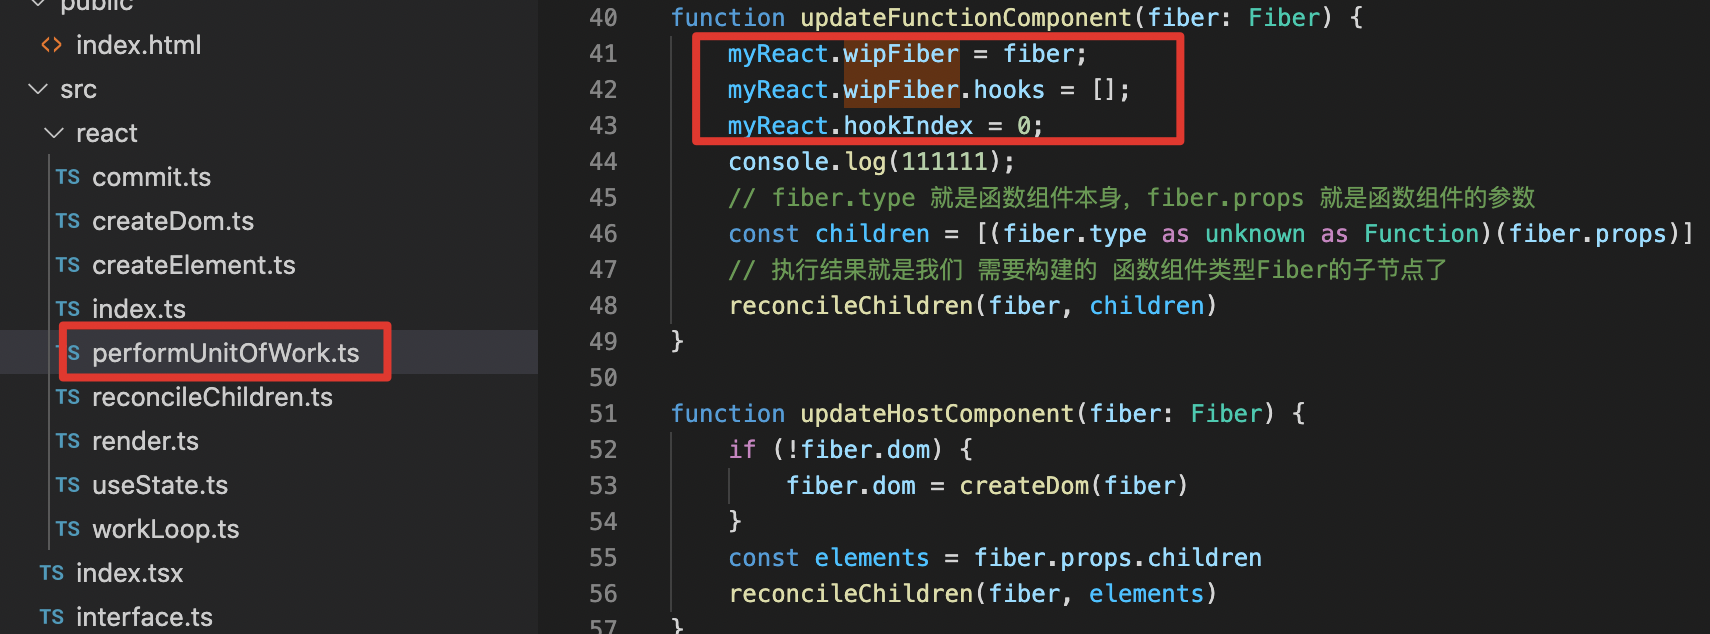 public
<> index.html
src
react
TS commit.ts
TS createDom.ts
TS createElement.ts
TS index.ts
TS performUnitOfWork.ts
TS reconcileChildren.ts
TS render.ts
TS useState.ts
TS workLoop.ts
TS index.tsx
TS interface.ts
40 function updateFunctionComponent(fiber: Fiber) {
41 myReact.wipFiber = fiber;
42 myReact.wipFiber.hooks = [];
43 myReact.hookIndex = 0;
44 console.log(111111);
45 // fiber.type 就是函数组件本身，fiber.props 就是函数组件的参数
46 const children = [(fiber.type as unknown as Function)(fiber.props)]
47 // 执行结果就是我们 需要构建的 函数组件类型Fiber的子节点了
48 reconcileChildren(fiber, children)
49 }
50
51 function updateHostComponent(fiber: Fiber) {
52 if (!fiber.dom) {
53 fiber.dom = createDom(fiber)
54 }
55 const elements = fiber.props.children
56 reconcileChildren(fiber, elements)
57 }